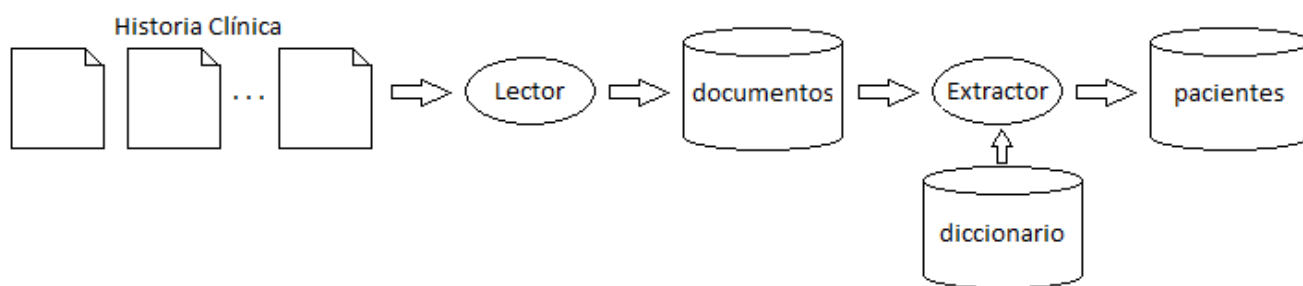 Historia Clínica
...
Lector
documentos
Extractor
pacientes
diccionario